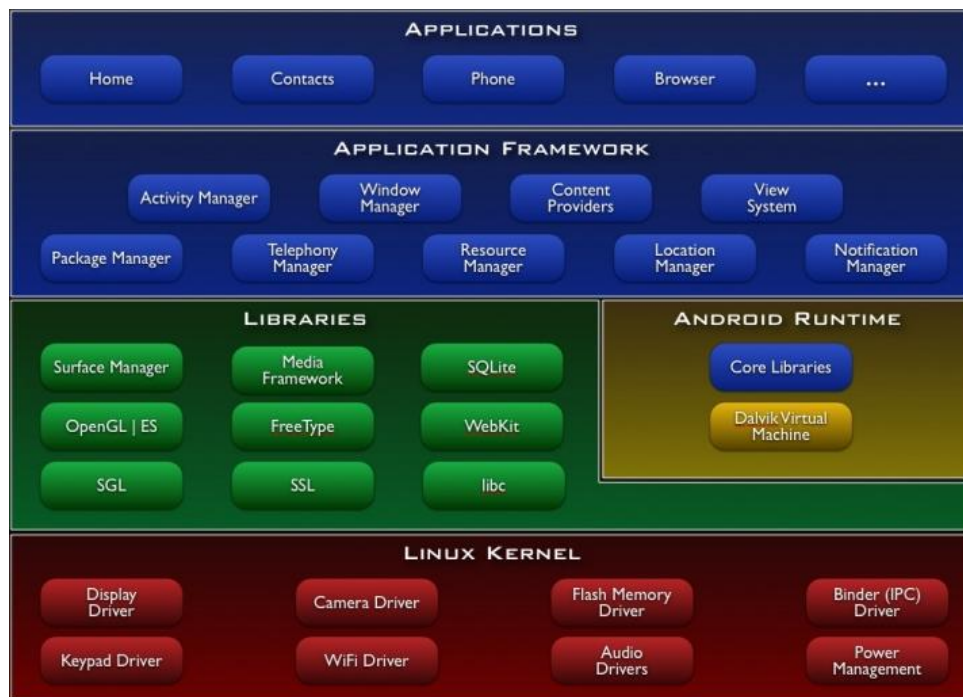 APPLICATIONS
Home Contacts Phone Browser ...
APPLICATION FRAMEWORK
Activity Manager
Window
Manager
Content
Providers
View
System
Package Manager
Telephony
Manager
Resource
Manager
Location
Manager
Notification
Manager
LIBRARIES
Surface Manager
Media
Framework
SQLite
OpenGL | ES
FreeType
WebKit
SGL
SSL
libc
ANDROID RUNTIME
Core Libraries
Dalvik Virtual
Machine
LINUX KERNEL
Display
Driver
Camera Driver
Flash Memory
Driver
Binder (IPC)
Driver
Keypad Driver
WiFi Driver
Audio
Drivers
Power
Management